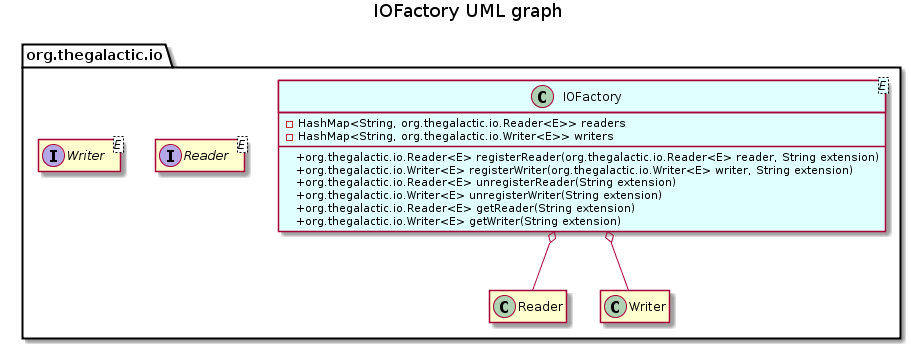 IOFactory UML graph
org.thegalactic.io
E
C IOFactory
HashMap<String, org.thegalactic.io.Reader<E>> readers
HashMap<String, org.thegalactic.io.Writer<E>> writers
I Writer E
I Reader E
+org.thegalactic.io.Reader<E> registerReader(org.thegalactic.io.Reader<E> reader, String extension)
+org.thegalactic.io.Writer<E> registerWriter(org.thegalactic.io.Writer<E> writer, String extension)
+org.thegalactic.io.Reader<E> unregisterReader(String extension)
+org.thegalactic.io.Writer<E> unregisterWriter(String extension)
+org.thegalactic.io.Reader<E> getReader(String extension)
+org.thegalactic.io.Writer<E> getWriter(String extension)
C Reader
C Writer